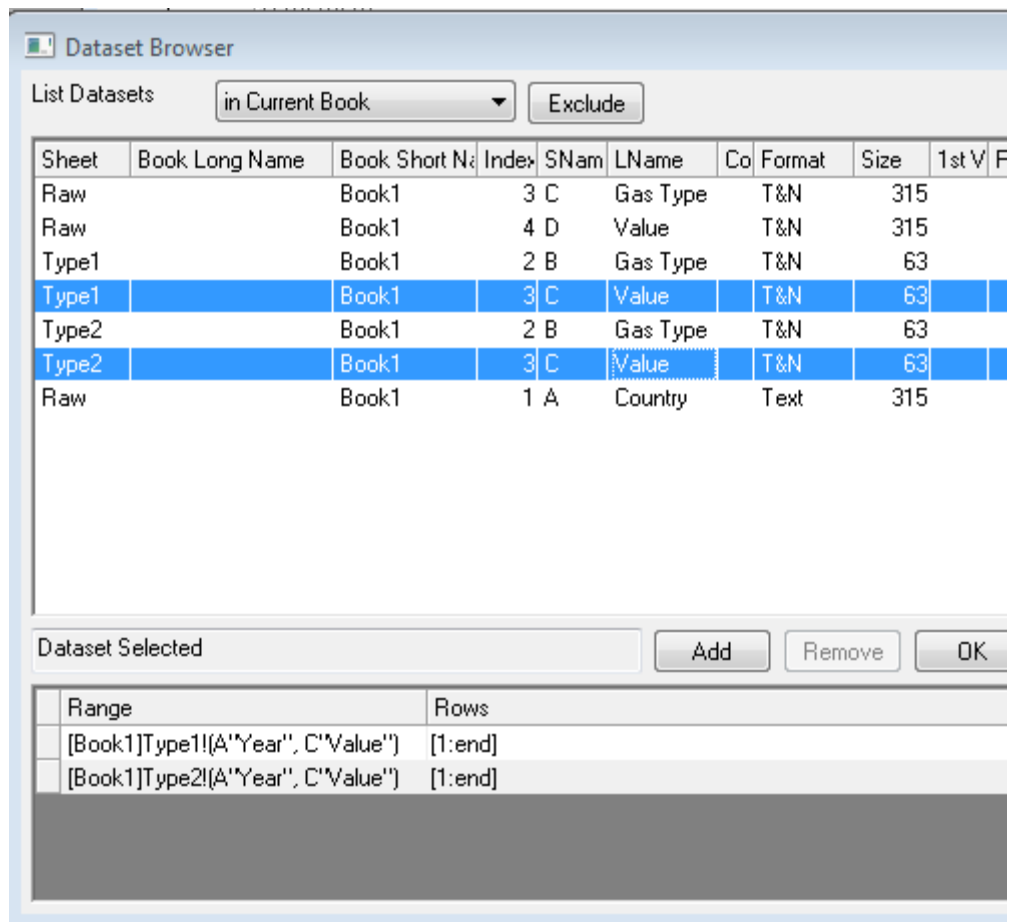 Dataset Browser
List Datasets in Current Book Exclude
Sheet Book Long Name Book Short Na Index SNam LName Co Format Size 1st V F
Raw Book1 3 C Gas Type T&N 315
Raw Book1 4 D Value T&N 315
Type1 Book1 2 B Gas Type T&N 63
Type1 Book1 3 C Value T&N 63
Type2 Book1 2 B Gas Type T&N 63
Type2 Book1 3 C Value T&N 63
Raw Book1 1 A Country Text 315
Dataset Selected Add Remove OK
Range Rows
[Book1]Type1!(A"Year", C"Value") [1:end]
[Book1]Type2!(A"Year", C"Value") [1:end]